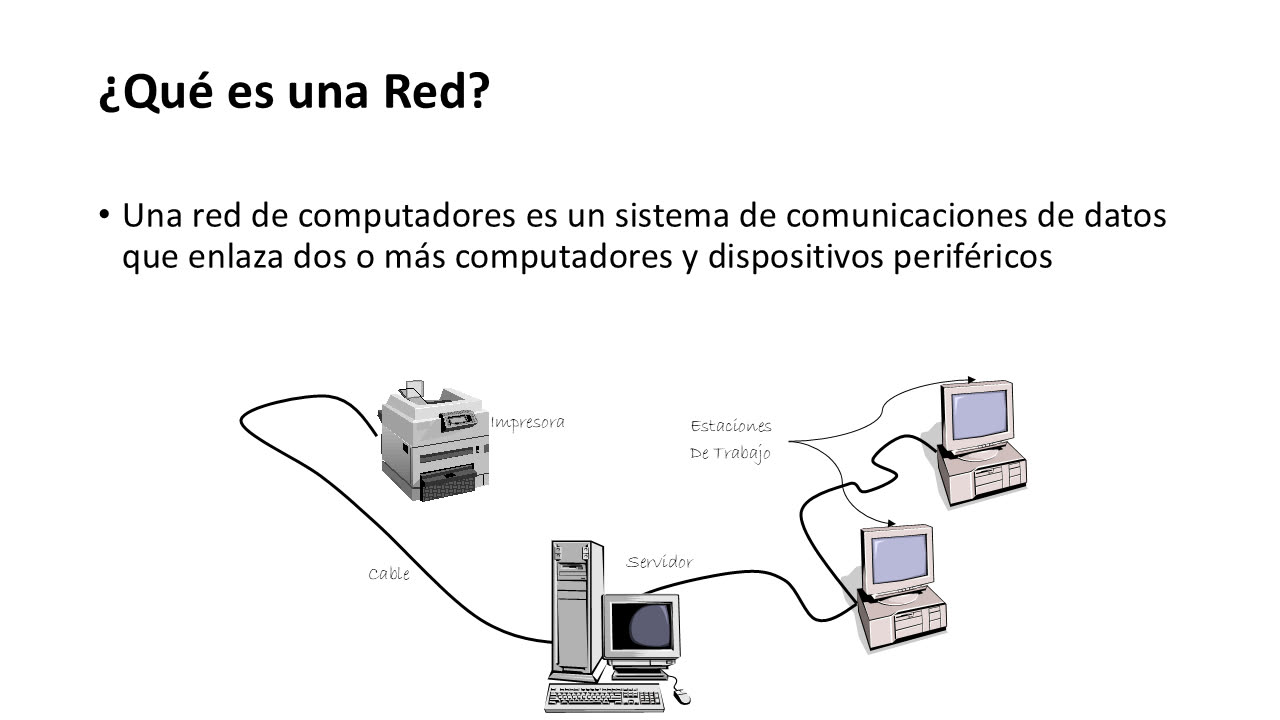 ¿Qué es una Red?
• Una red de computadores es un sistema de comunicaciones de datos
que enlaza dos o más computadores y dispositivos periféricos
Impresora
Estaciones
De Trabajo
Servidor
Cable